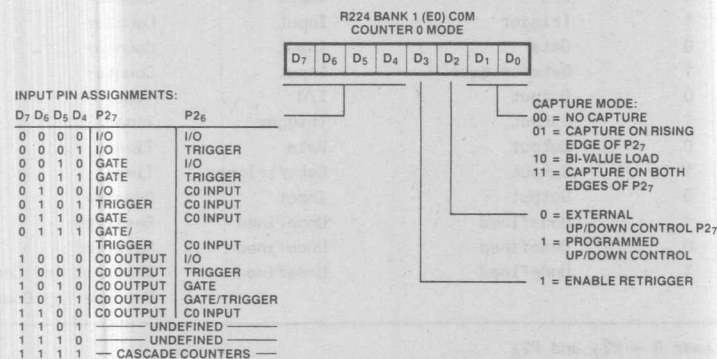 R224 BANK 1 (E0) C0M
COUNTER 0 MODE
D7 D6 D5 D4 D3 D2 D1 D0
INPUT PIN ASSIGNMENTS:
D7 D6 D5 D4 P27 P26
0 0 0 0 I/O I/O
0 0 0 1 I/O TRIGGER
0 0 1 0 GATE I/O
0 0 1 1 GATE TRIGGER
0 1 0 0 I/O C0 INPUT
0 1 0 1 TRIGGER C0 INPUT
0 1 1 0 GATE C0 INPUT
0 1 1 1 GATE/
TRIGGER C0 INPUT
1 0 0 0 C0 OUTPUT I/O
1 0 0 1 C0 OUTPUT TRIGGER
1 0 1 0 C0 OUTPUT GATE
1 0 1 1 C0 OUTPUT GATE/TRIGGER
1 1 0 0 C0 OUTPUT C0 INPUT
1 1 0 1 UNDEFINED
1 1 1 0 UNDEFINED
1 1 1 1 CASCADE COUNTERS
CAPTURE MODE:
00 = NO CAPTURE
01 = CAPTURE ON RISING
EDGE OF P27
10 = BI-VALUE LOAD
11 = CAPTURE ON BOTH
EDGES OF P27
0 = EXTERNAL
UP/DOWN CONTROL P27
1 = PROGRAMMED
UP/DOWN CONTROL
1 = ENABLE RETRIGGER